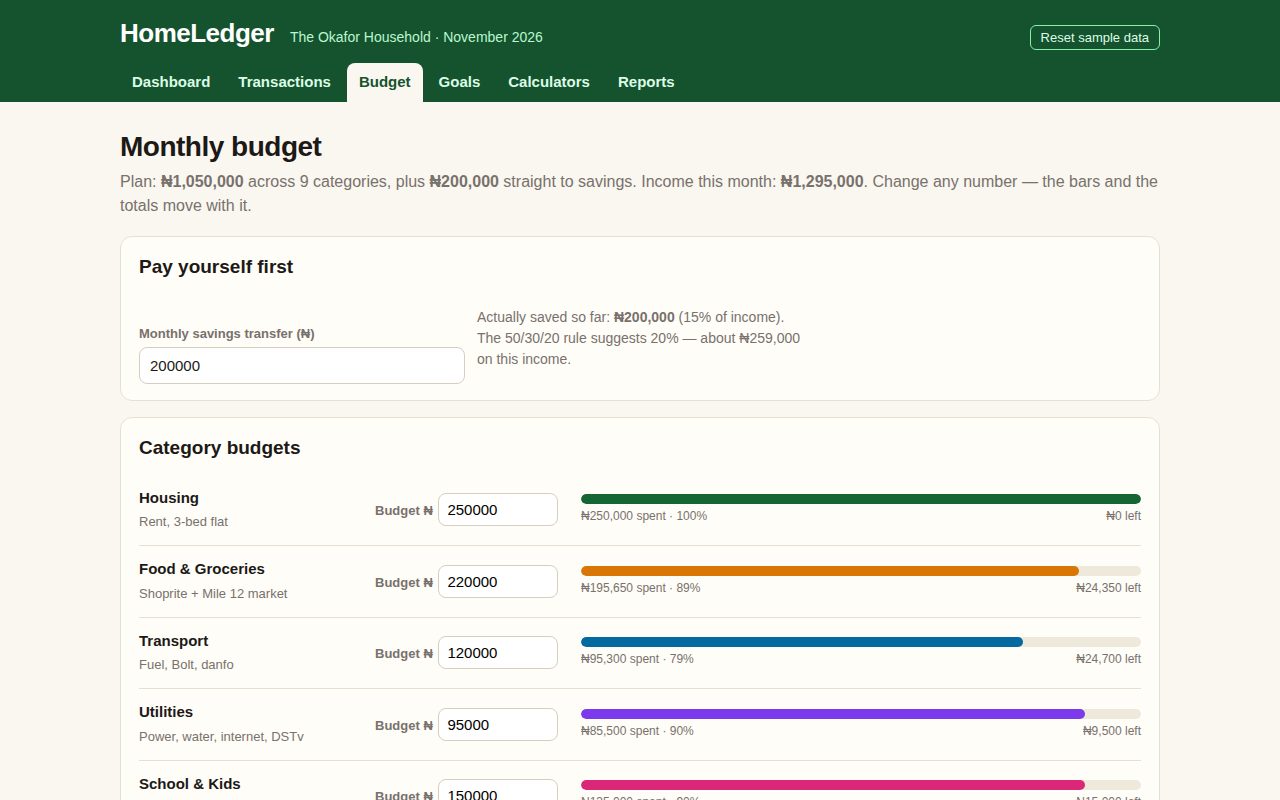 HomeLedger The Okafor Household · November 2026 Reset sample data
Dashboard Transactions Budget Goals Calculators Reports
Monthly budget
Plan: ₦1,050,000 across 9 categories, plus ₦200,000 straight to savings. Income this month: ₦1,295,000. Change any number — the bars and the
totals move with it.
Pay yourself first
Monthly savings transfer (₦)
200000
Actually saved so far: ₦200,000 (15% of income).
The 50/30/20 rule suggests 20% — about ₦259,000
on this income.
Category budgets
Housing
Rent, 3-bed flat
Budget ₦ 250000
₦250,000 spent · 100% ₦0 left
Food & Groceries
Shoprite + Mile 12 market
Budget ₦ 220000
₦195,650 spent · 89% ₦24,350 left
Transport
Fuel, Bolt, danfo
Budget ₦ 120000
₦95,300 spent · 79% ₦24,700 left
Utilities
Power, water, internet, DSTv
Budget ₦ 95000
₦85,500 spent · 90% ₦9,500 left
School & Kids
Budget ₦ 150000